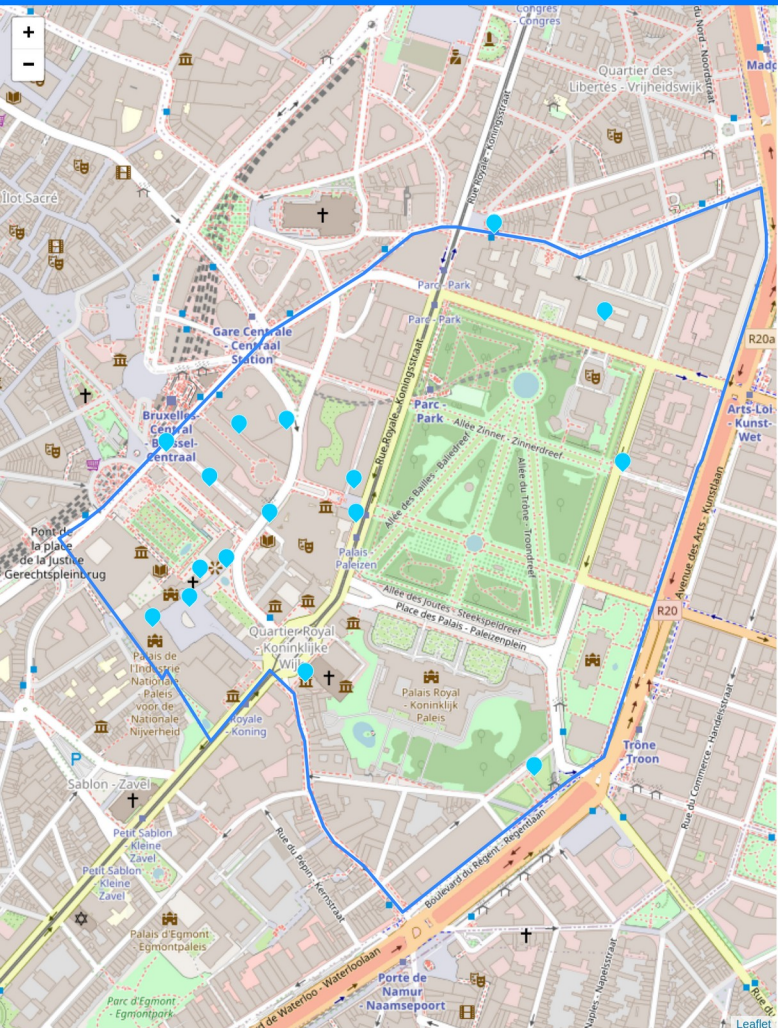 +
−
Congrès
- Congres
du Nord - Noordstraat
Mado
Quartier des
Libertés - Vrijheidswijk
Rue Royale - Koningsstraat
Îlot Sacré
Parc - Park
Parc - Park
Gare Centrale
- Centraal
Station
R20a
Rue Royale - Koningsstraat
Parc -
Park
Arts-Loi -
Kunst-
Wet
Bruxelles-
Central
- Brussel-
Centraal
Allée Zinner - Zinnerdreef
Allée des Bailles - Baliedreef
Allée du Trône - Troondreef
Avenue des Arts - Kunstlaan
Pont de
la place
de la Justice
Gerechtspleinbrug
Palais -
Paleizen
Allée des Joutes - Steekspeldreef
Place des Palais - Paleizenplein
R20
Quartier Royal
- Koninklijke
Wijk
Palais de
l'Industrie
Nationale
- Paleis
voor de
Nationale
Nijverheid
Palais Royal
- Koninklijk
Paleis
Royale
- Koning
Rue du Commerce - Handelsstraat
Trône
Troon
P
Sablon - Zavel
Petit Sablon
- Kleine
Zavel
Petit Sablon
- Kleine
Zavel
Rue du Pépin - Kernstraat
Boulevard du Régent - Regentlaan
Palais d'Egmont
- Egmontpaleis
Porte de
Namur -
Naamsepoort
de Waterloo - Waterloolaan
Naples - Napelsstraat
Parc d'Egmont
- Egmontpark
Rue du
Leaflet